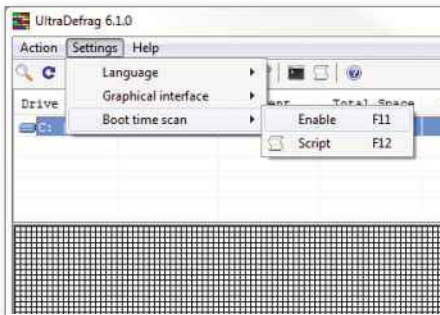 UltraDefrag 6.1.0
Action Settings Help
Language
Graphical interface
Drive Total Space
Boot time scan Enable F11
C:
Script F12